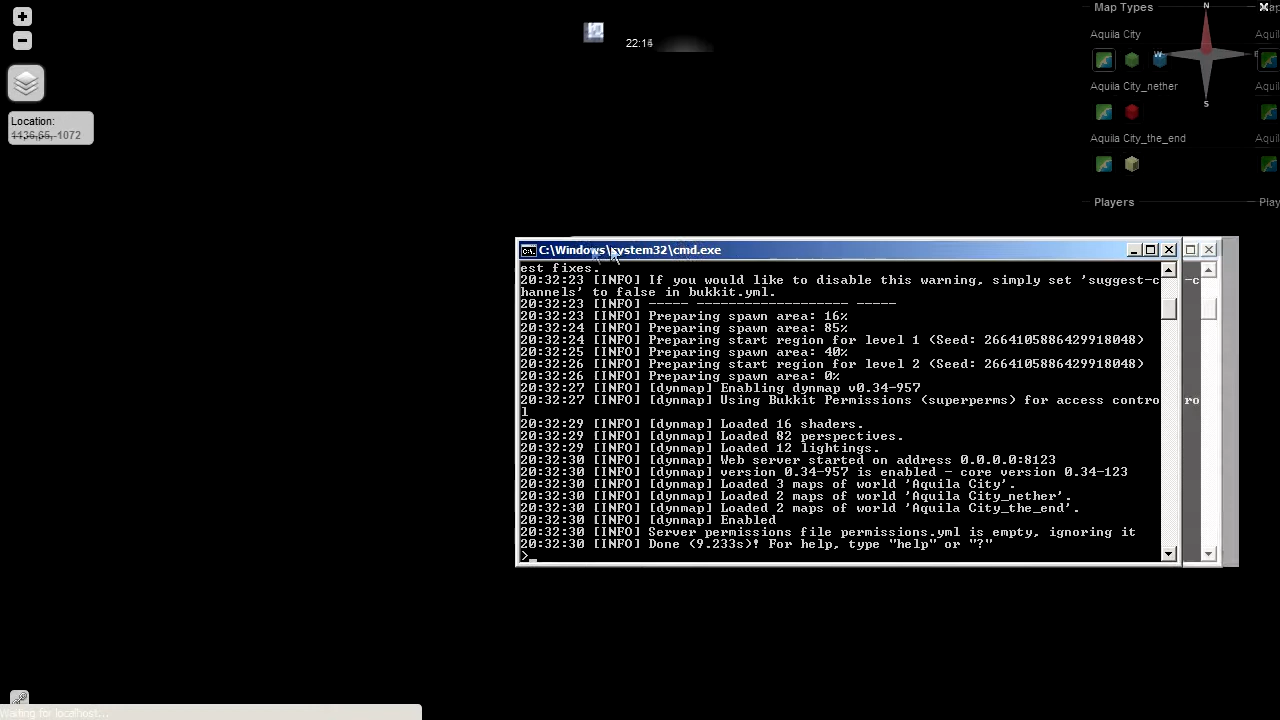 +
−
22:14
Location:
Map Types
Aquila City
Aquila City_nether
Aquila City_the_end
Players
N
W
S
C:\Windows\system32\cmd.exe
est fixes.
20:32:23 [INFO] If you would like to disable this warning, simply set 'suggest-c
hannels' to false in bukkit.yml.
20:32:23 [INFO] ----- ------------------- -----
20:32:23 [INFO] Preparing spawn area: 16%
20:32:24 [INFO] Preparing spawn area: 85%
20:32:24 [INFO] Preparing start region for level 1 (Seed: 2664105886429918048)
20:32:25 [INFO] Preparing spawn area: 40%
20:32:26 [INFO] Preparing start region for level 2 (Seed: 2664105886429918048)
20:32:26 [INFO] Preparing spawn area: 0%
20:32:27 [INFO] [dynmap] Enabling dynmap v0.34-957
20:32:27 [INFO] [dynmap] Using Bukkit Permissions (superperms) for access contro
l
20:32:29 [INFO] [dynmap] Loaded 16 shaders.
20:32:29 [INFO] [dynmap] Loaded 82 perspectives.
20:32:29 [INFO] [dynmap] Loaded 12 lightings.
20:32:30 [INFO] [dynmap] Web server started on address 0.0.0.0:8123
20:32:30 [INFO] [dynmap] version 0.34-957 is enabled - core version 0.34-123
20:32:30 [INFO] [dynmap] Loaded 3 maps of world 'Aquila City'.
20:32:30 [INFO] [dynmap] Loaded 2 maps of world 'Aquila City_nether'.
20:32:30 [INFO] [dynmap] Loaded 2 maps of world 'Aquila City_the_end'.
20:32:30 [INFO] [dynmap] Enabled
20:32:30 [INFO] Server permissions file permissions.yml is empty, ignoring it
20:32:30 [INFO] Done (9.233s)! For help, type "help" or "?"
>_
Waiting for localhost...